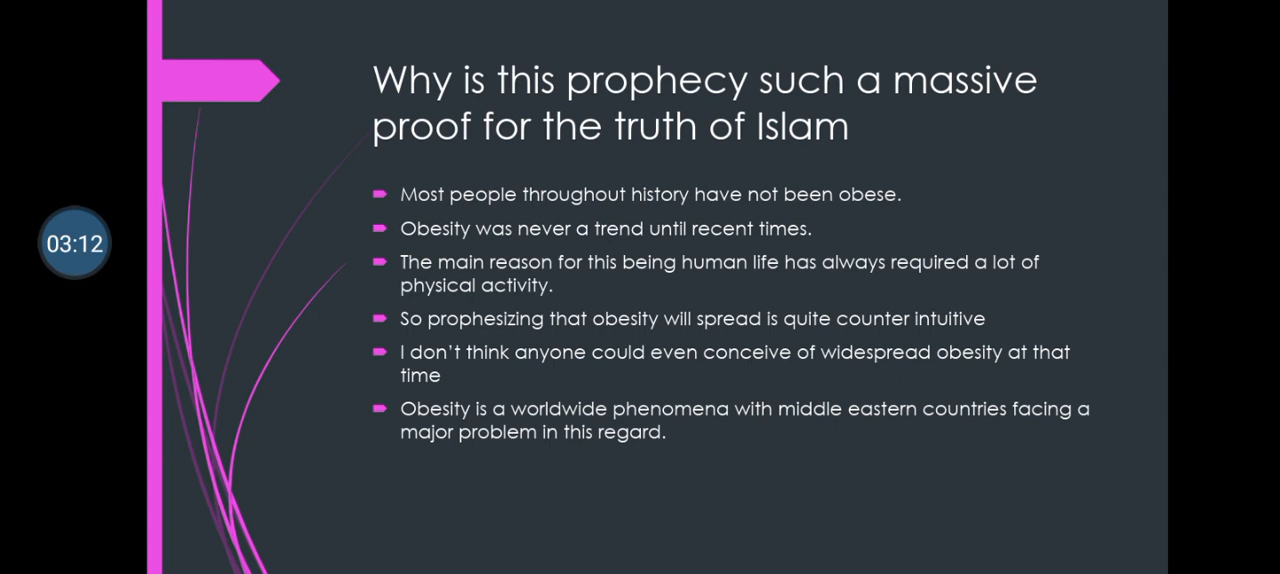 Why is this prophecy such a massive
proof for the truth of Islam
03:12
Most people throughout history have not been obese.
Obesity was never a trend until recent times.
The main reason for this being human life has always required a lot of
physical activity.
So prophesizing that obesity will spread is quite counter intuitive
I don’t think anyone could even conceive of widespread obesity at that
time
Obesity is a worldwide phenomena with middle eastern countries facing a
major problem in this regard.